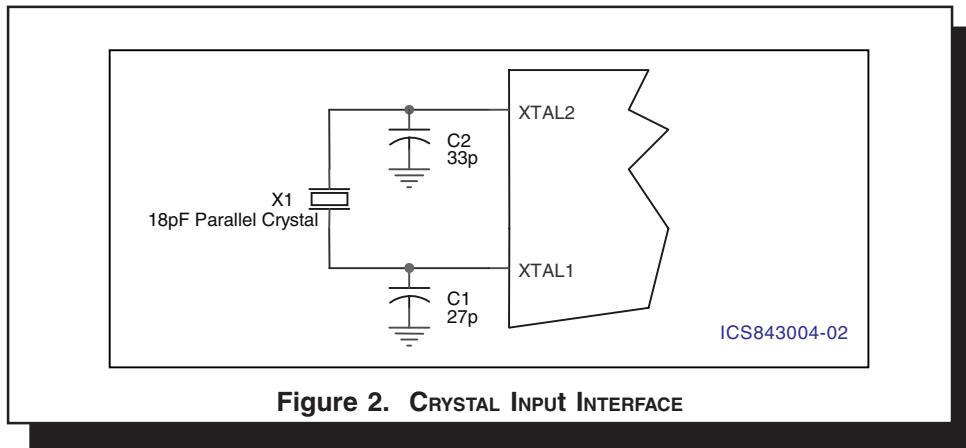 XTAL2
C2
33p
X1
18pF Parallel Crystal
XTAL1
C1
27p
ICS843004-02
Figure 2. CRYSTAL INPUt INTERFACE